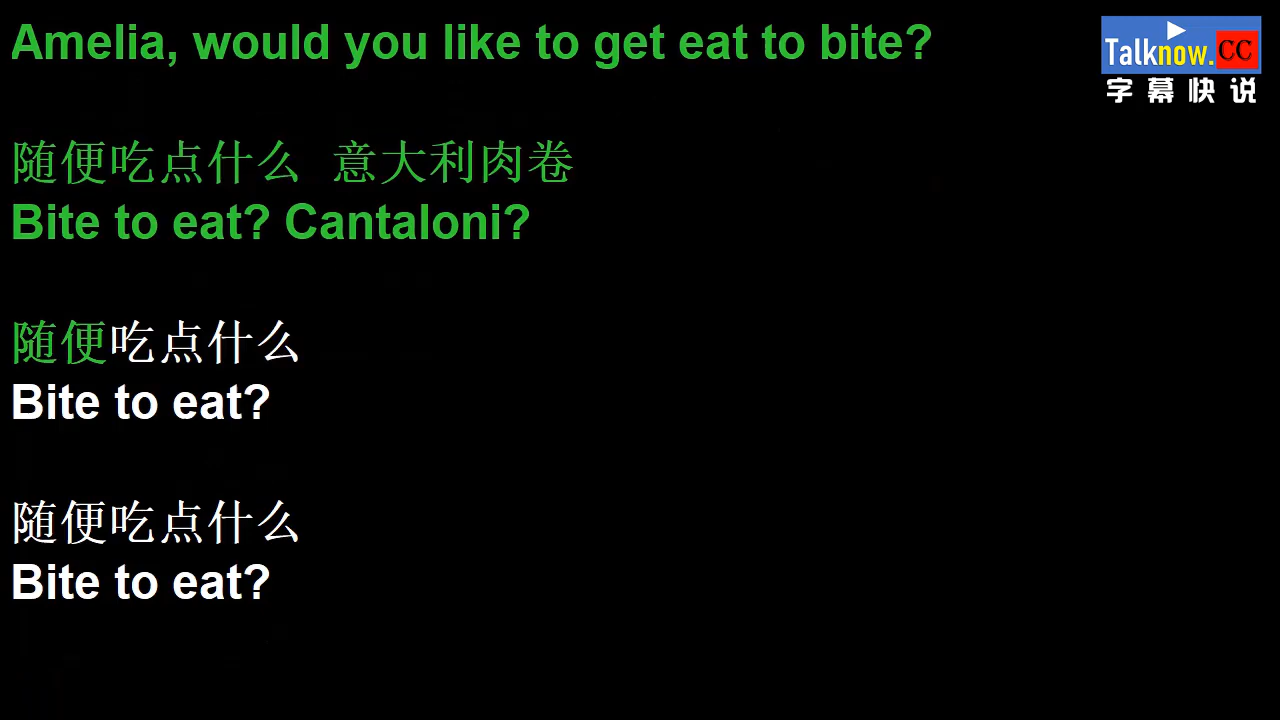 Amelia, would you like to get eat to bite?
Talknow.CC
字幕快说
随便吃点什么 意大利肉卷
Bite to eat? Cantaloni?
随便吃点什么
Bite to eat?
随便吃点什么
Bite to eat?